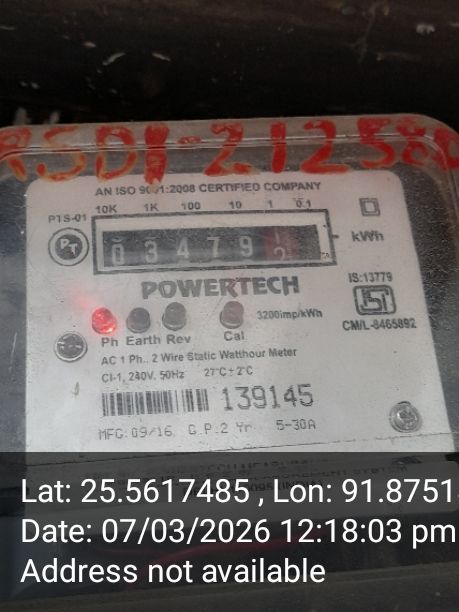 RSD1-21258
AN ISO 9001:2008 CERTIFIED COMPANY
10K 1K 100 10 1 0.1
PTS-01
PT
0 3 4 7 9
kWh
POWERTECH
IS:13779
3200imp/kWh
Ph Earth Rev Cal
CM/L-8465892
AC 1 Ph., 2 Wire Static Watthour Meter
Cl-1, 240V, 50Hz 27°C±2°C
139145
MFG:09/16 G.P.2 Yr 5-30A
Lat: 25.5617485 , Lon: 91.8751
Date: 07/03/2026 12:18:03 pm
Address not available